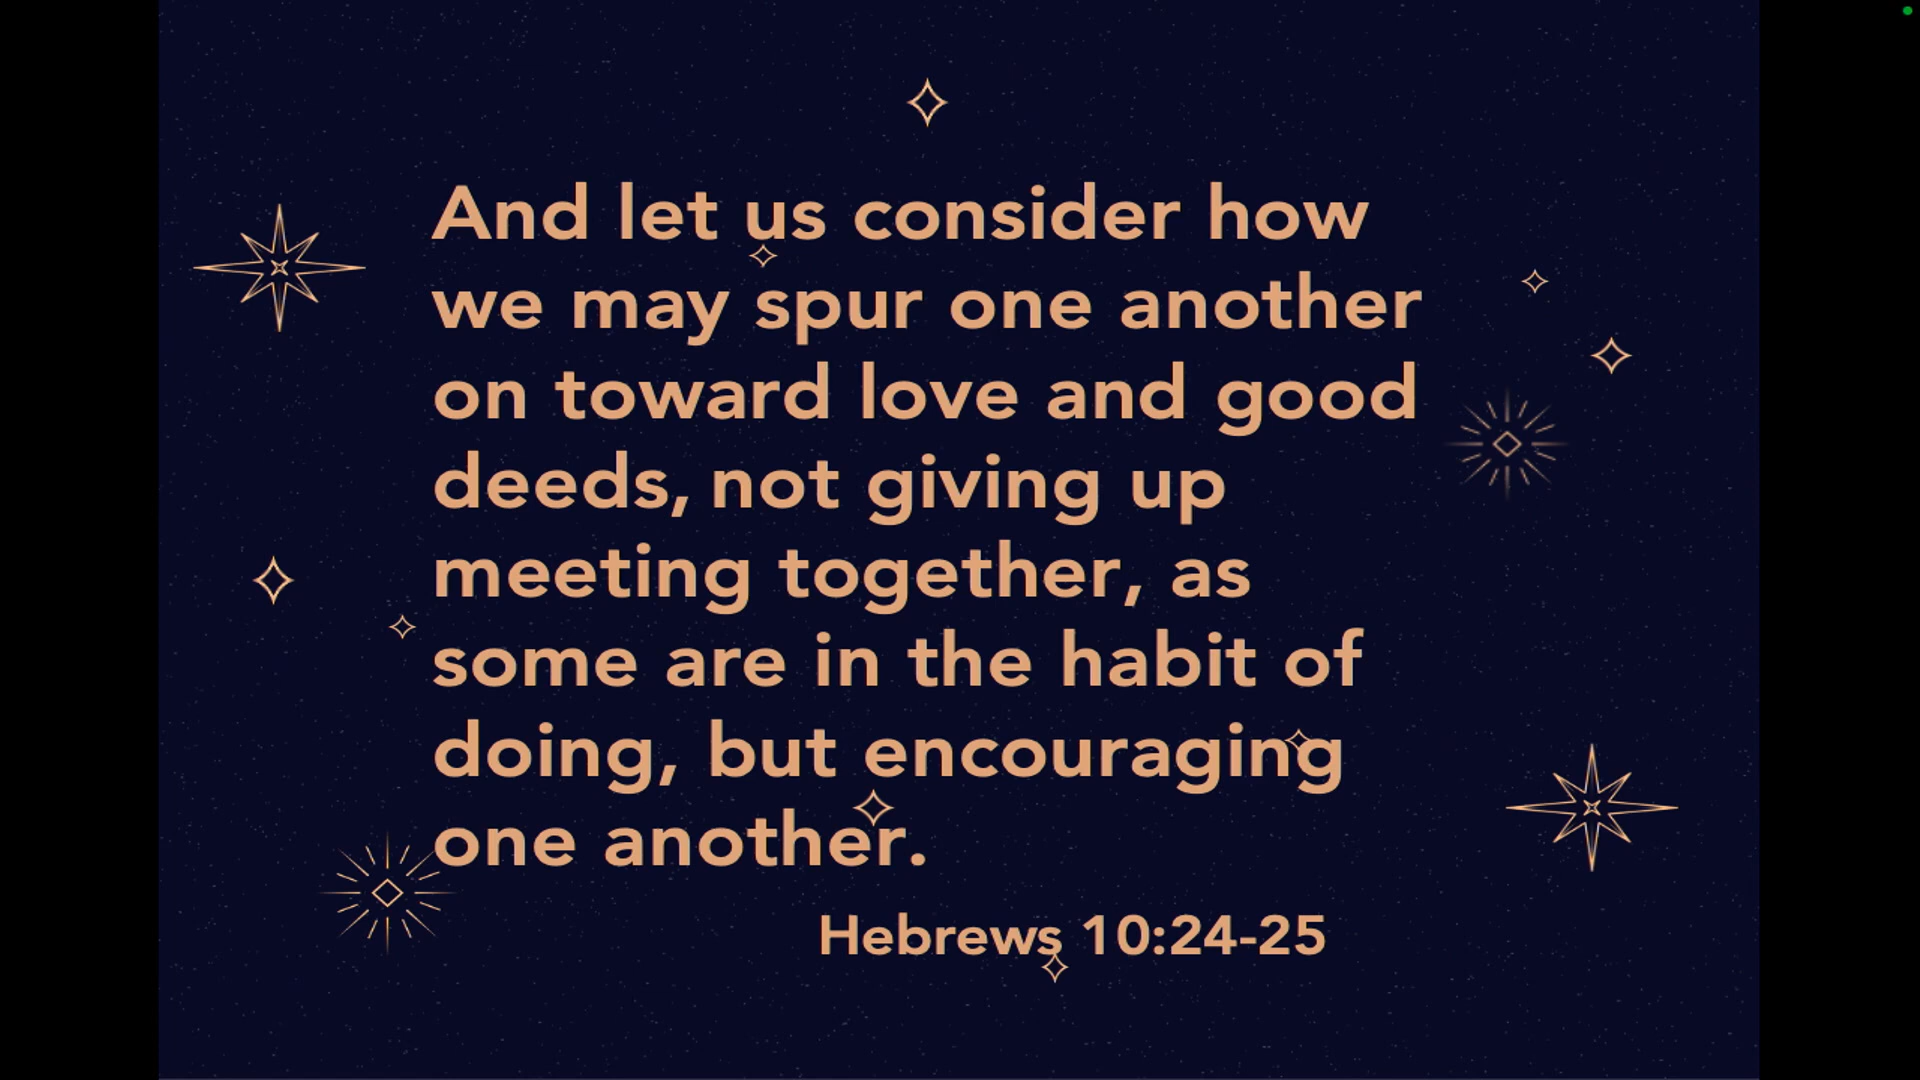 And let us consider how
we may spur one another
on toward love and good
deeds, not giving up
meeting together, as
some are in the habit of
doing, but encouraging
one another.
Hebrews 10:24-25